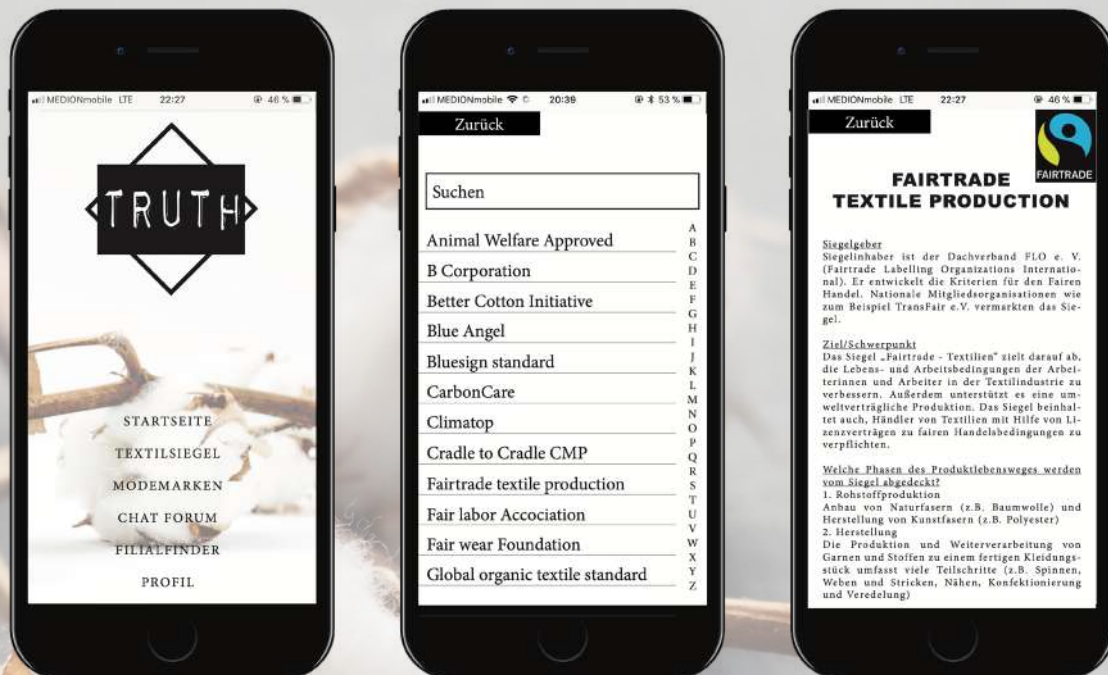 MEDIONmobile LTE 22:27 46 %
TRUTH
STARTSEITE
TEXTILSIEGEL
MODEMARKEN
CHAT FORUM
FILIALFINDER
PROFIL
MEDIONmobile 20:39 53 %
Zurück
Suchen
Animal Welfare Approved
B Corporation
Better Cotton Initiative
Blue Angel
Bluesign standard
CarbonCare
Climatop
Cradle to Cradle CMP
Fairtrade textile production
Fair labor Accociation
Fair wear Foundation
Global organic textile standard
A
B
C
D
E
F
G
H
I
J
K
L
M
N
O
P
Q
R
S
T
U
V
W
X
Y
Z
MEDIONmobile LTE 22:27 46 %
Zurück
FAIRTRADE
FAIRTRADE
TEXTILE PRODUCTION
Siegelgeber
Siegelinhaber ist der Dachverband FLO e. V.
(Fairtrade Labelling Organizations Internatio-
nal). Er entwickelt die Kriterien für den Fairen
Handel. Nationale Mitgliedsorganisationen wie
zum Beispiel TransFair e.V. vermarkten das Sie-
gel.
Ziel/Schwerpunkt
Das Siegel „Fairtrade - Textilien" zielt darauf ab,
die Lebens- und Arbeitsbedingungen der Arbei-
terinnen und Arbeiter in der Textilindustrie zu
verbessern. Außerdem unterstützt es eine um-
weltverträgliche Produktion. Das Siegel beinhal-
tet auch, Händler von Textilien mit Hilfe von Li-
zenzverträgen zu fairen Handelsbedingungen zu
verpflichten.
Welche Phasen des Produktlebensweges werden
vom Siegel abgedeckt?
1. Rohstoffproduktion
Anbau von Naturfasern (z.B. Baumwolle) und
Herstellung von Kunstfasern (z.B. Polyester)
2. Herstellung
Die Produktion und Weiterverarbeitung von
Garnen und Stoffen zu einem fertigen Kleidungs-
stück umfasst viele Teilschritte (z.B. Spinnen,
Weben und Stricken, Nähen, Konfektionierung
und Veredelung)